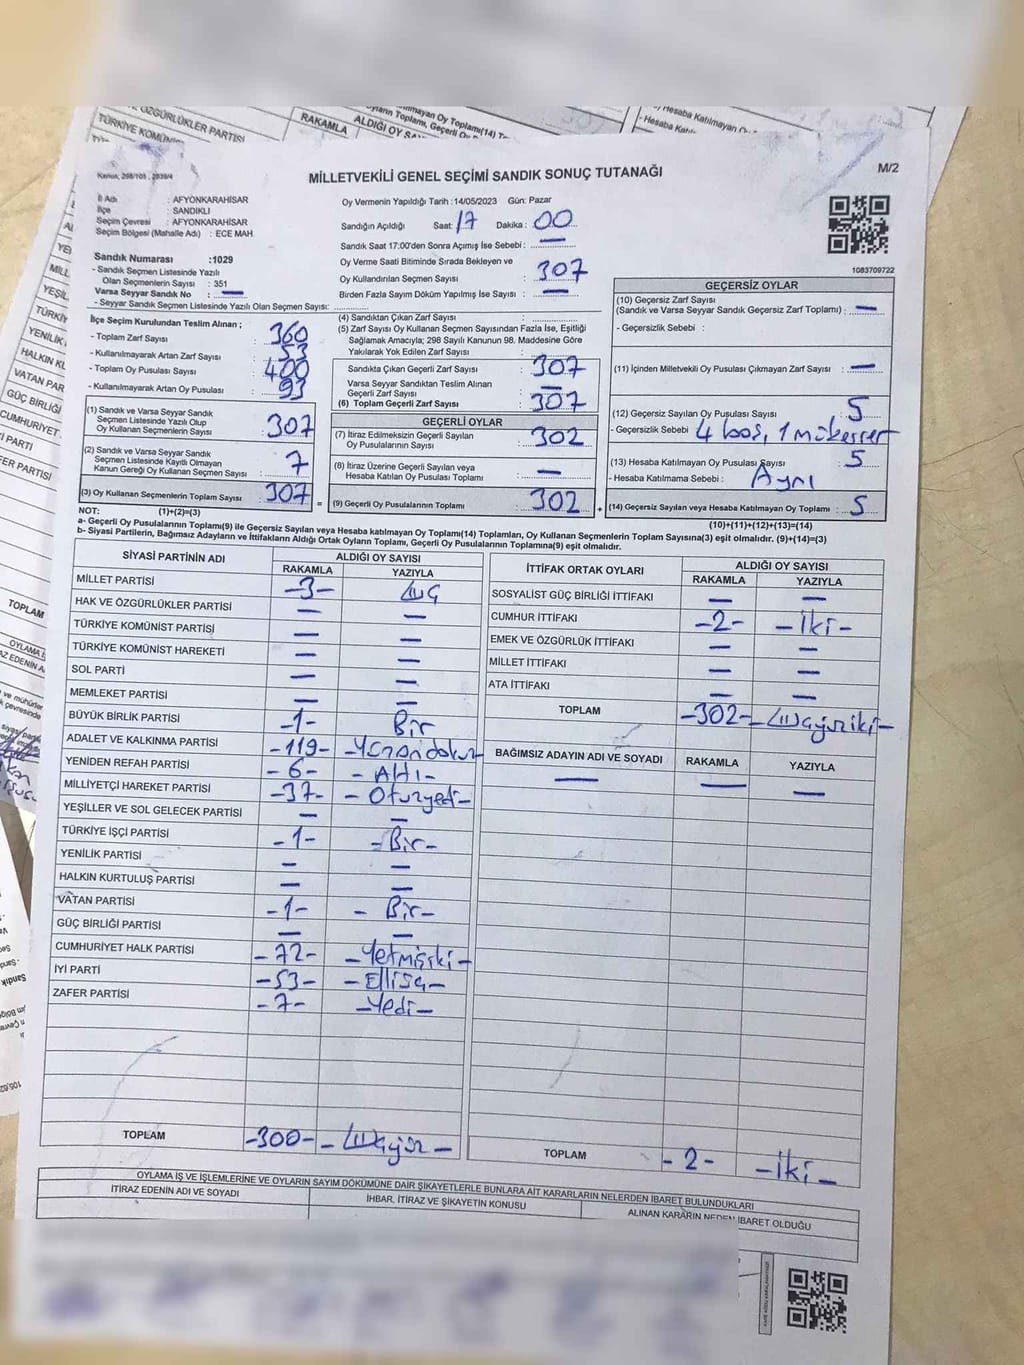 ÖZGÜRLÜKLER PARTİSİ
TÜRKİYE KOMÜN
RAKAMLA
ALDIĞI OY SA
- Hesaba Katılmayan Oy
MİLLETVEKİLİ GENEL SEÇİMİ SANDIK SONUÇ TUTANAĞI
M/2
İl Adı : AFYONKARAHİSAR
İlçe : SANDIKLI
Seçim Çevresi : AFYONKARAHİSAR
Seçim Bölgesi (Mahalle Adı) : ECE MAH.
Oy Vermenin Yapıldığı Tarih :14/05/2023 Gün: Pazar
Sandığın Açıldığı Saat: 17 Dakika: 00
Sandık Saat 17:00'den Sonra Açımış İse Sebebi : —
Oy Verme Saati Bitiminde Sırada Bekleyen ve
Oy Kullandırılan Seçmen Sayısı : 307
Birden Fazla Sayım Döküm Yapılmış İse Sayısı : —
1083709722
Sandık Numarası :1029
- Sandık Seçmen Listesinde Yazılı
Olan Seçmenlerin Sayısı : 351
Varsa Seyyar Sandık No : —
- Seyyar Sandık Seçmen Listesinde Yazılı Olan Seçmen Sayısı:
İlçe Seçim Kurulundan Teslim Alınan ;
- Toplam Zarf Sayısı : 360
- Kullanılmayarak Artan Zarf Sayısı : 53
- Toplam Oy Pusulası Sayısı : 400
- Kullanılmayarak Artan Oy Pusulası : 93
(1) Sandık ve Varsa Seyyar Sandık
Seçmen Listesinde Yazılı Olup
Oy Kullanan Seçmenlerin Sayısı : 307
(2) Sandık ve Varsa Seyyar Sandık
Seçmen Listesinde Kayıtlı Olmayan
Kanun Gereği Oy Kullanan Seçmen Sayısı : 7
(3) Oy Kullanan Seçmenlerin Toplam Sayısı : 307
(4) Sandıktan Çıkan Zarf Sayısı :
(5) Zarf Sayısı Oy Kullanan Seçmen Sayısından Fazla İse, Eşitliği
Sağlamak Amacıyla; 298 Sayılı Kanunun 98. Maddesine Göre
Yakılarak Yok Edilen Zarf Sayısı :
Sandıkta Çıkan Geçerli Zarf Sayısı : 307
Varsa Seyyar Sandıktan Teslim Alınan
Geçerli Zarf Sayısı : —
(6) Toplam Geçerli Zarf Sayısı : 307
GEÇERLİ OYLAR
(7) İtiraz Edilmeksizin Geçerli Sayılan
Oy Pusulalarının Sayısı : 302
(8) İtiraz Üzerine Geçerli Sayılan veya
Hesaba Katılan Oy Pusulası Toplamı : —
= (9) Geçerli Oy Pusulalarının Toplamı : 302 +
GEÇERSİZ OYLAR
(10) Geçersiz Zarf Sayısı
(Sandık ve Varsa Seyyar Sandık Geçersiz Zarf Toplamı) : —
- Geçersizlik Sebebi :
(11) İçinden Milletvekili Oy Pusulası Çıkmayan Zarf Sayısı : —
(12) Geçersiz Sayılan Oy Pusulası Sayısı : 5
- Geçersizlik Sebebi : 4 boş, 1 mükerrer
(13) Hesaba Katılmayan Oy Pusulası Sayısı : 5
- Hesaba Katılmama Sebebi : Aynı
(14) Geçersiz Sayılan veya Hesaba Katılmayan Oy Toplamı : 5
NOT: (1)+(2)=(3)
(10)+(11)+(12)+(13)=(14)
a- Geçerli Oy Pusulalarının Toplamı(9) ile Geçersiz Sayılan veya Hesaba katılmayan Oy Toplamı(14) Toplamları, Oy Kullanan Seçmenlerin Toplam Sayısına(3) eşit olmalıdır. (9)+(14)=(3)
b- Siyasi Partilerin, Bağımsız Adayların ve İttifakların Aldığı Ortak Oyların Toplamı, Geçerli Oy Pusulalarının Toplamına(9) eşit olmalıdır.
SİYASİ PARTİNİN ADI
ALDIĞI OY SAYISI
RAKAMLA YAZIYLA
MİLLET PARTİSİ -3- Üç
HAK VE ÖZGÜRLÜKLER PARTİSİ — —
TÜRKİYE KOMÜNİST PARTİSİ — —
TÜRKİYE KOMÜNİST HAREKETİ — —
SOL PARTİ — —
MEMLEKET PARTİSİ — —
BÜYÜK BİRLİK PARTİSİ -1- Bir
ADALET VE KALKINMA PARTİSİ -119- -Yüzondokuz
YENİDEN REFAH PARTİSİ -6- -Altı-
MİLLİYETÇİ HAREKET PARTİSİ -37- -Otuzyedi-
YEŞİLLER VE SOL GELECEK PARTİSİ — —
TÜRKİYE İŞÇİ PARTİSİ -1- -Bir-
YENİLİK PARTİSİ — —
HALKIN KURTULUŞ PARTİSİ — —
VATAN PARTİSİ -1- -Bir-
GÜÇ BİRLİĞİ PARTİSİ — —
CUMHURİYET HALK PARTİSİ -72- -Yetmişiki-
İYİ PARTİ -53- -Elliüç-
ZAFER PARTİSİ -7- -Yedi-
TOPLAM -300- -Üçyüz-
İTTİFAK ORTAK OYLARI
ALDIĞI OY SAYISI
RAKAMLA YAZIYLA
SOSYALİST GÜÇ BİRLİĞİ İTTİFAKI — —
CUMHUR İTTİFAKI -2- -İki-
EMEK VE ÖZGÜRLÜK İTTİFAKI — —
MİLLET İTTİFAKI — —
ATA İTTİFAKI — —
TOPLAM -302- -Üçyüziki-
BAĞIMSIZ ADAYIN ADI VE SOYADI RAKAMLA YAZIYLA
— — —
TOPLAM -2- -İki-
OYLAMA İŞ VE İŞLEMLERİNE VE OYLARIN SAYIM DÖKÜMÜNE DAİR ŞİKAYETLERLE BUNLARA AİT KARARLARIN NELERDEN İBARET BULUNDUKLARI
İTİRAZ EDENİN ADI VE SOYADI
İHBAR, İTİRAZ VE ŞİKAYETİN KONUSU
ALINAN KARARIN NEDEN İBARET OLDUĞU